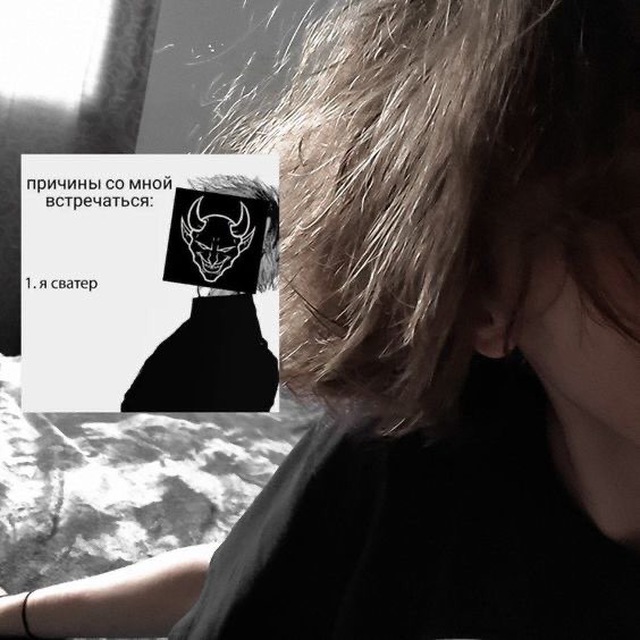 причины со мной
встречаться:
1. я сватер